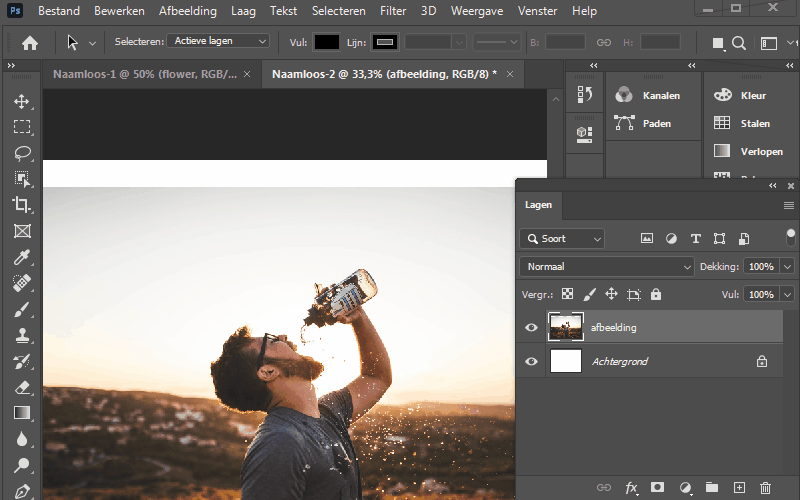 Ps Bestand Bewerken Afbeelding Laag Tekst Selecteren Filter 3D Weergave Venster Help
Selecteren: Actieve lagen Vul: Lijn: B: H:
Naamloos-1 @ 50% (flower, RGB/... × Naamloos-2 @ 33,3% (afbeelding, RGB/8) * ×
Kanalen
Paden
Kleur
Stalen
Verlopen
Lagen
Soort
Normaal Dekking: 100%
Vergr.: Vul: 100%
afbeelding
Achtergrond
fx